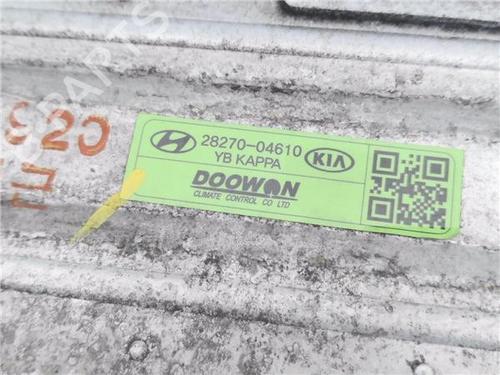 28270-04610
KIA
YB KAPPA
DOOWON
CLIMATE CONTROL CO LTD